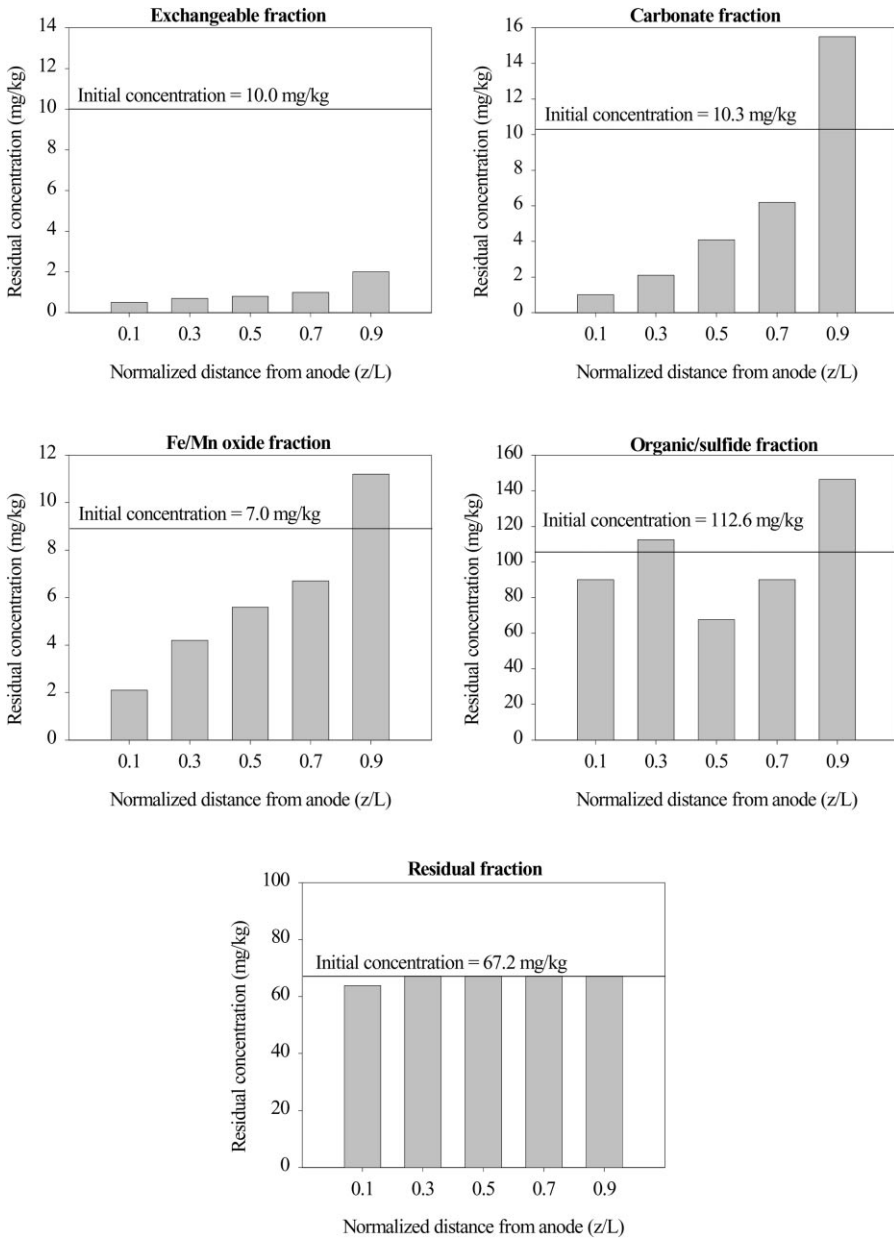 Exchangeable fraction
Residual concentration (mg/kg)
14
12
10
8
6
4
2
0
Initial concentration = 10.0 mg/kg
0.1 0.3 0.5 0.7 0.9
Normalized distance from anode (z/L)
Carbonate fraction
Residual concentration (mg/kg)
16
14
12
10
8
6
4
2
0
Initial concentration = 10.3 mg/kg
0.1 0.3 0.5 0.7 0.9
Normalized distance from anode (z/L)
Fe/Mn oxide fraction
Residual concentration (mg/kg)
12
10
8
6
4
2
0
Initial concentration = 7.0 mg/kg
0.1 0.3 0.5 0.7 0.9
Normalized distance from anode (z/L)
Organic/sulfide fraction
Residual concentration (mg/kg)
160
140
120
100
80
60
40
20
0
Initial concentration = 112.6 mg/kg
0.1 0.3 0.5 0.7 0.9
Normalized distance from anode (z/L)
Residual fraction
Residual concentration (mg/kg)
100
80
60
40
20
0
Initial concentration = 67.2 mg/kg
0.1 0.3 0.5 0.7 0.9
Normalized distance from anode (z/L)